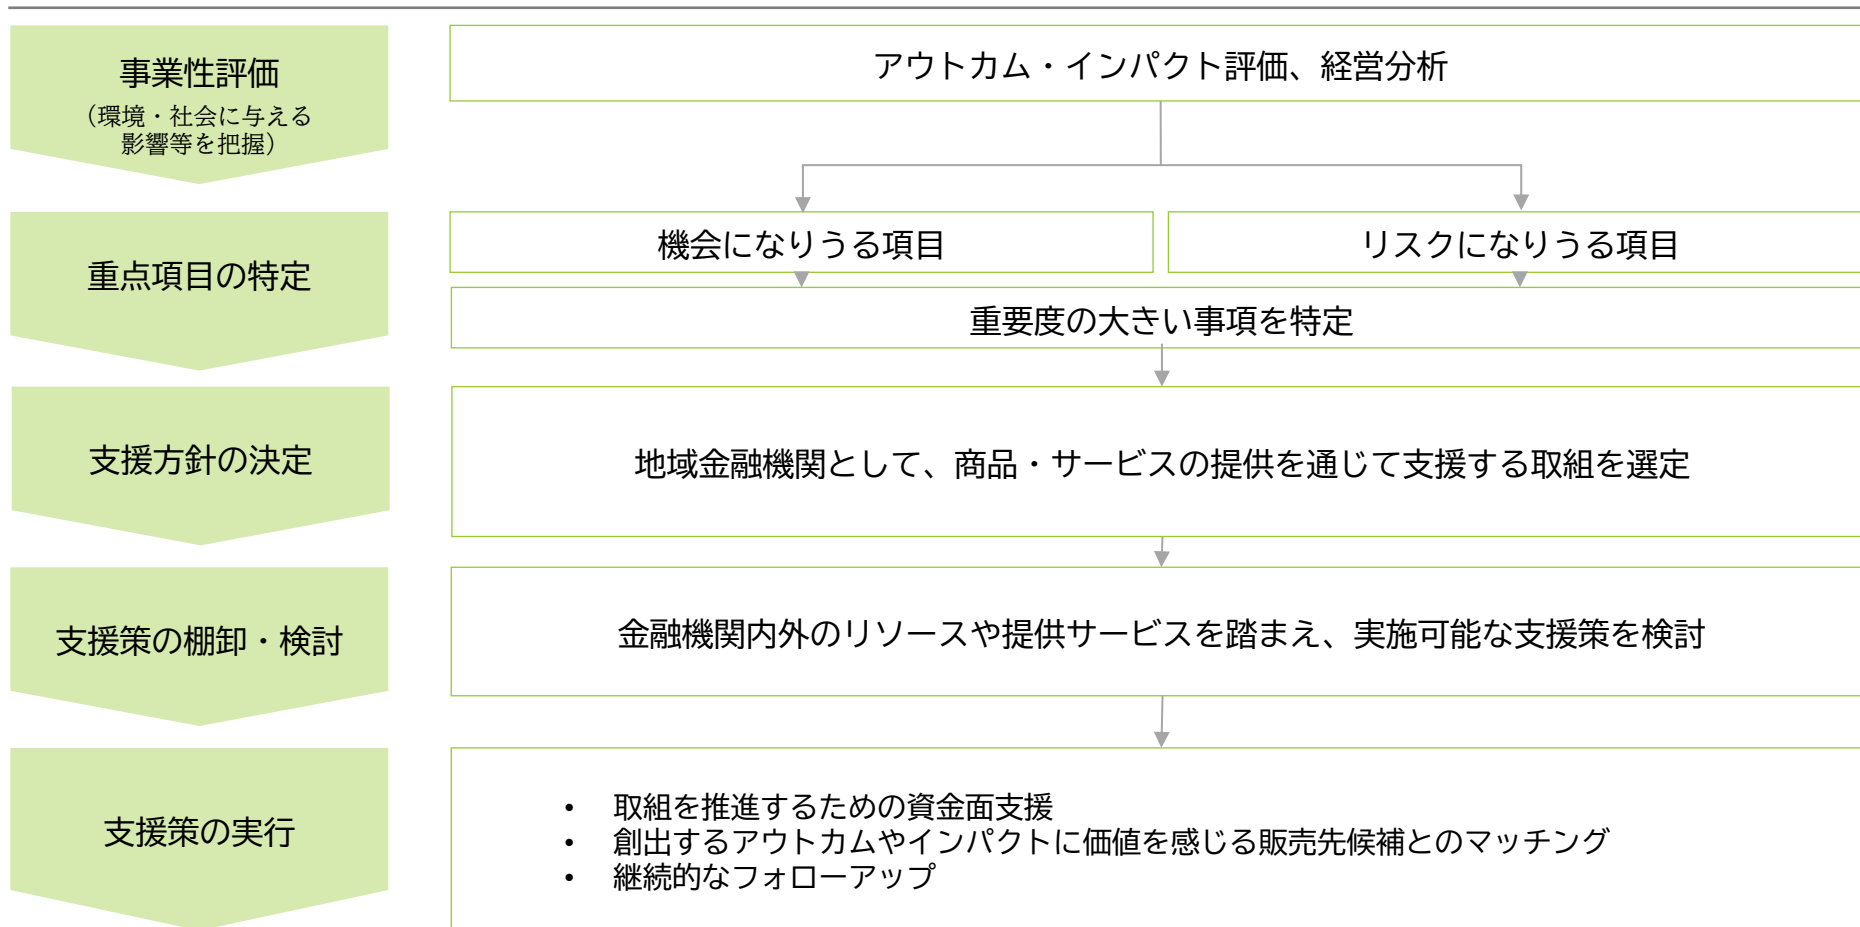 事業性評価
（環境・社会に与える
影響等を把握）
アウトカム・インパクト評価、経営分析
重点項目の特定
機会になりうる項目
リスクになりうる項目
重要度の大きい事項を特定
支援方針の決定
地域金融機関として、商品・サービスの提供を通じて支援する取組を選定
支援策の棚卸・検討
金融機関内外のリソースや提供サービスを踏まえ、実施可能な支援策を検討
支援策の実行
• 取組を推進するための資金面支援
• 創出するアウトカムやインパクトに価値を感じる販売先候補とのマッチング
• 継続的なフォローアップ